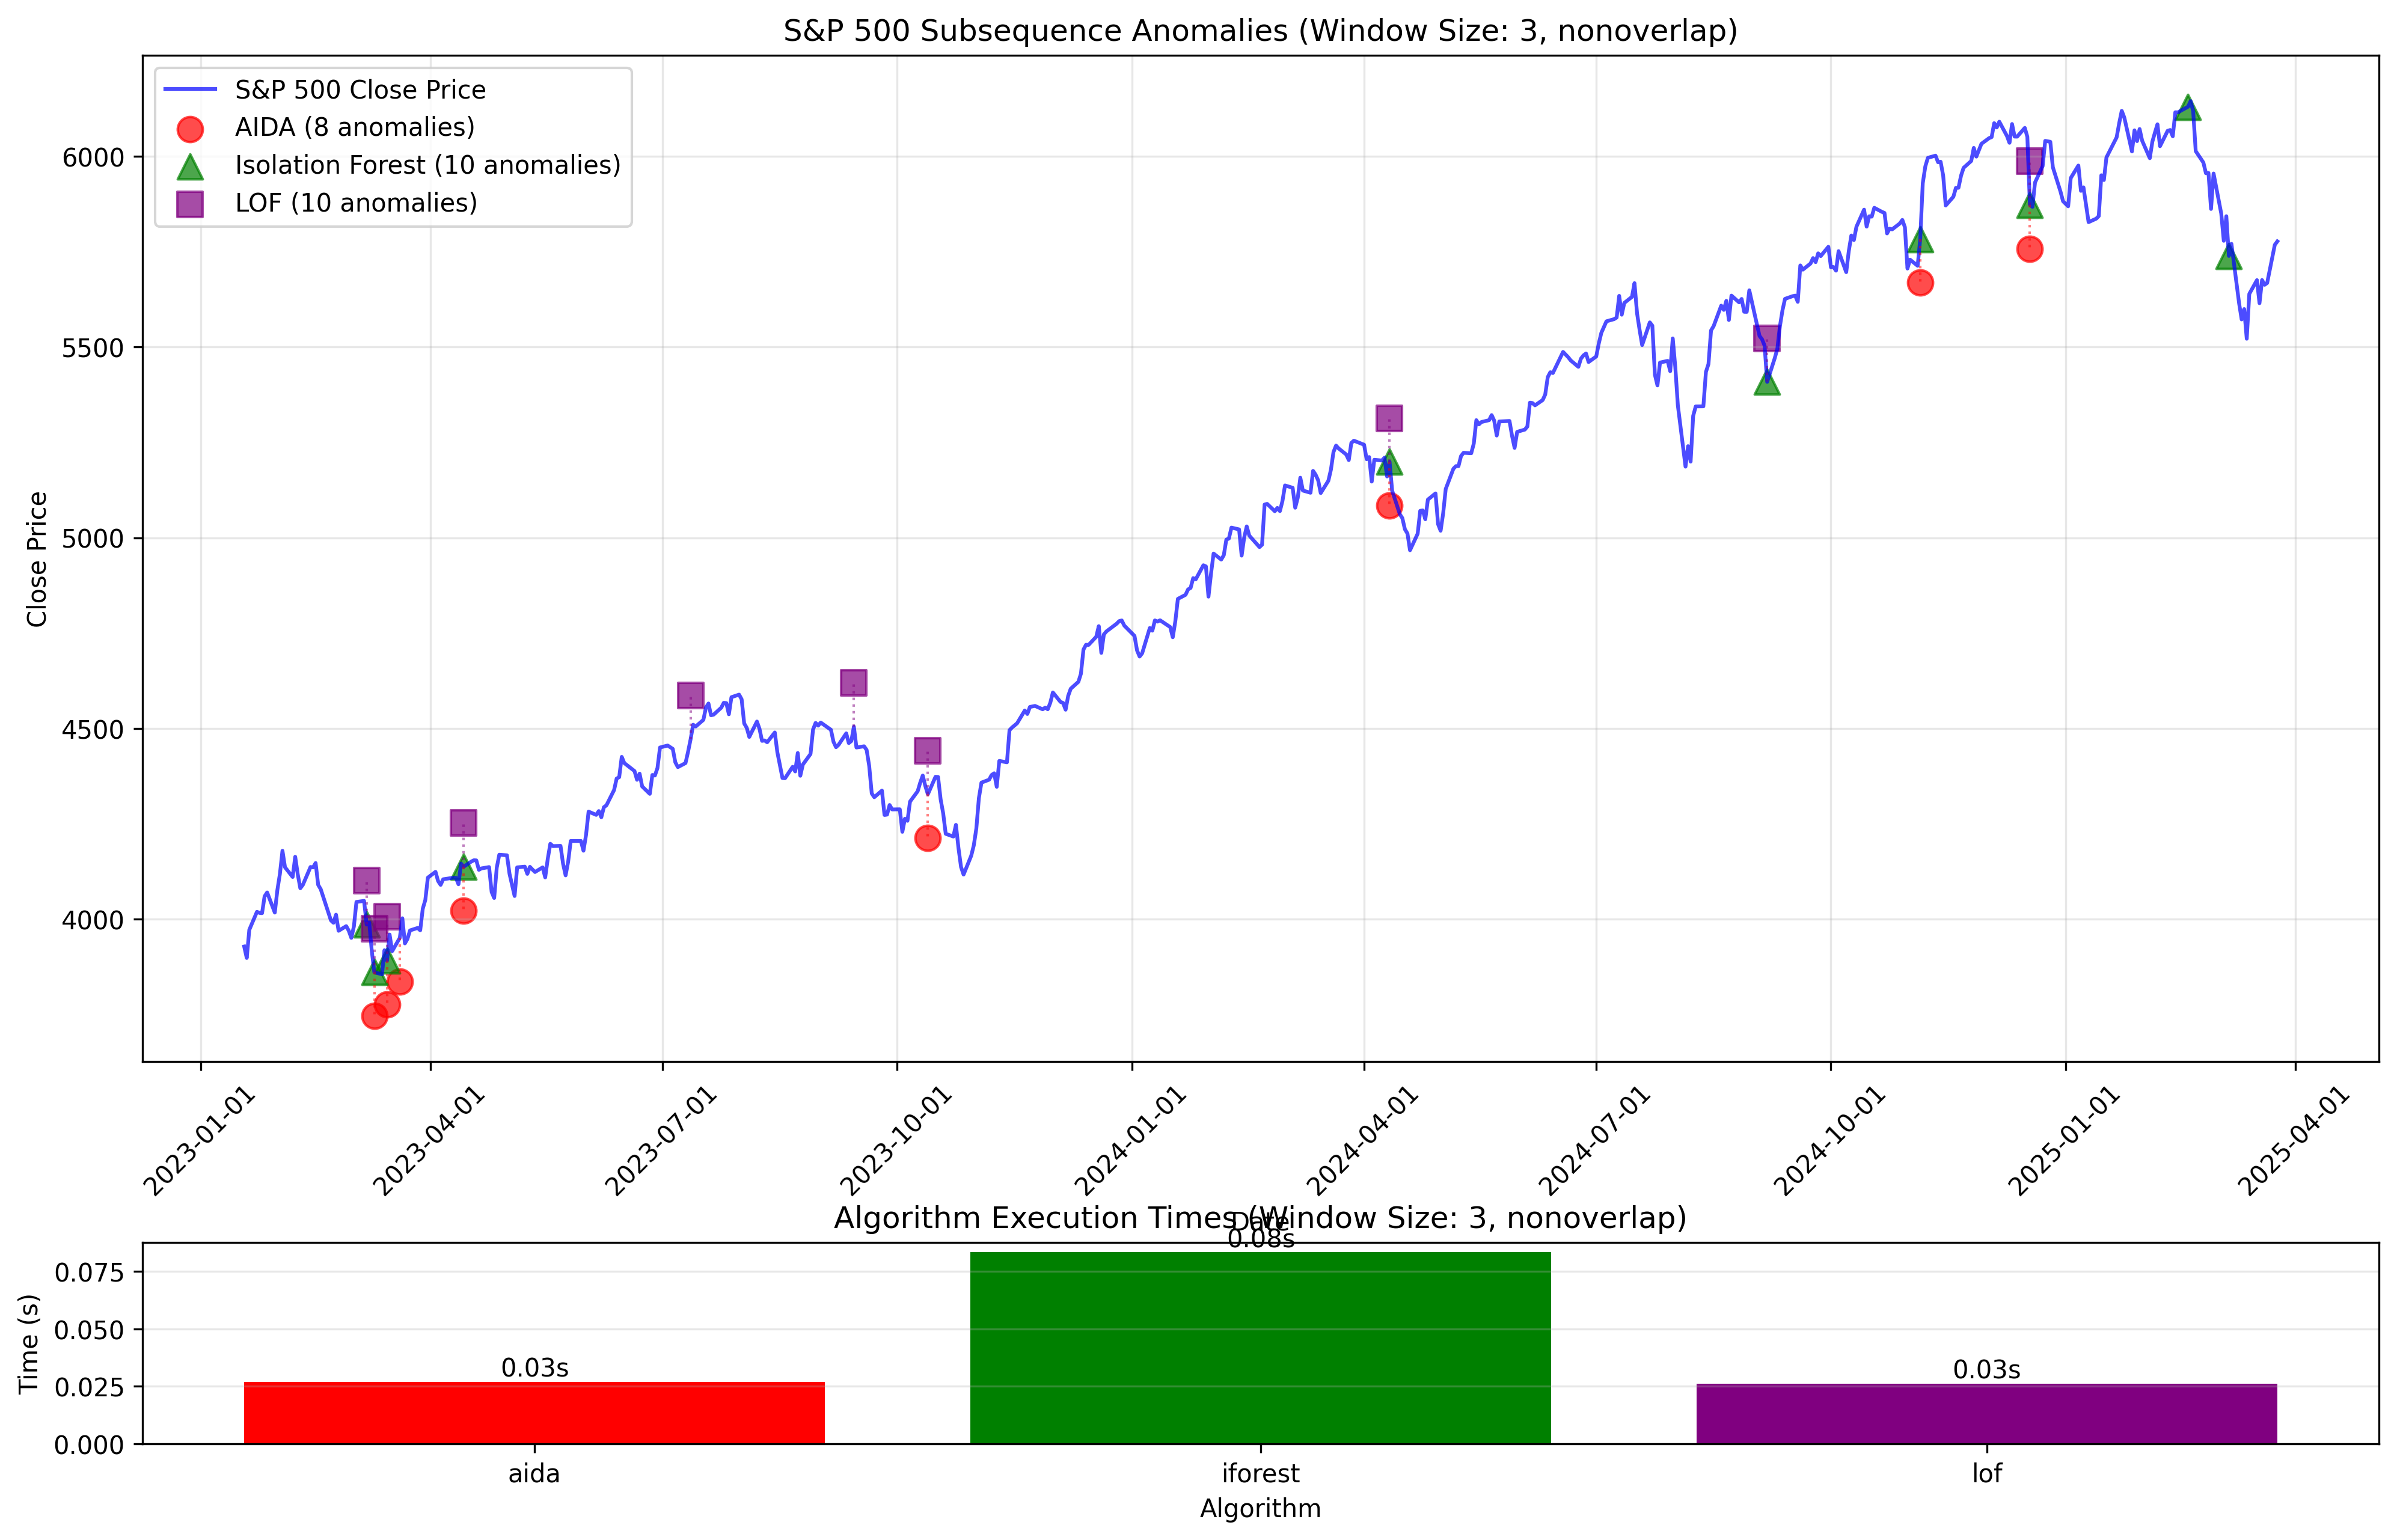 S&P 500 Subsequence Anomalies (Window Size: 3, nonoverlap)
S&P 500 Close Price
AIDA (8 anomalies)
Isolation Forest (10 anomalies)
LOF (10 anomalies)
Close Price
6000
5500
5000
4500
4000
2023-01-01
2023-04-01
2023-07-01
2023-10-01
2024-01-01
2024-04-01
2024-07-01
2024-10-01
2025-01-01
2025-04-01
Date
Algorithm Execution Times (Window Size: 3, nonoverlap)
Time (s)
0.075
0.050
0.025
0.000
0.03s
0.08s
0.03s
aida
iforest
lof
Algorithm